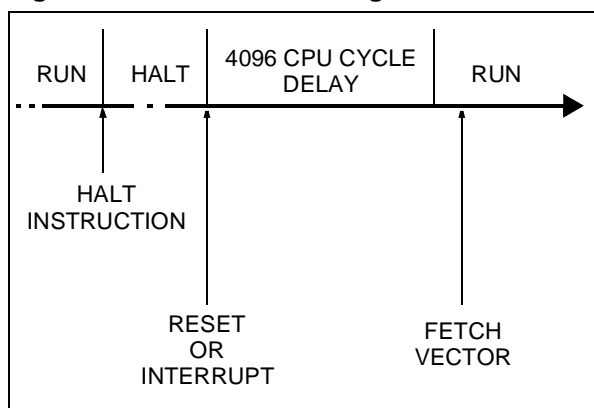 RUN
HALT
4096 CPU CYCLE
DELAY
RUN
HALT
INSTRUCTION
RESET
OR
INTERRUPT
FETCH
VECTOR